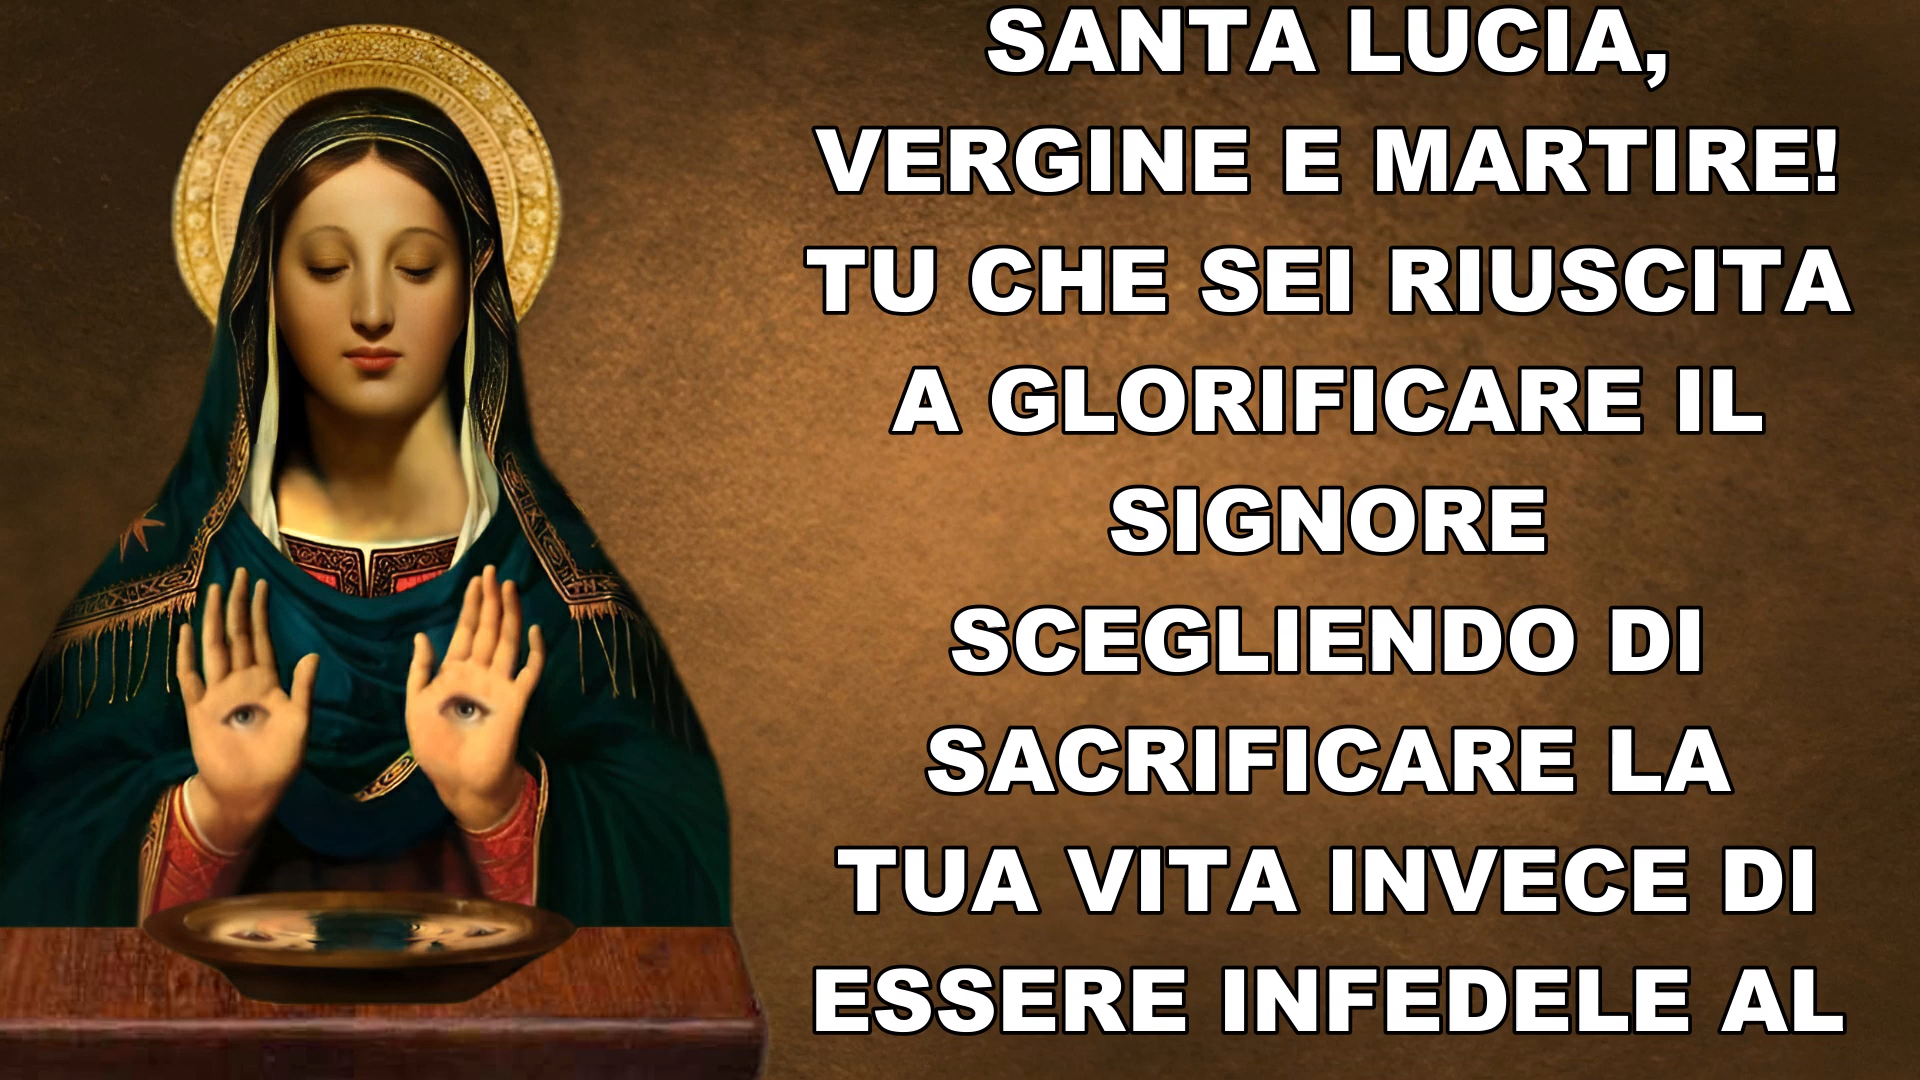 SANTA LUCIA,
VERGINE E MARTIRE!
TU CHE SEI RIUSCITA
A GLORIFICARE IL
SIGNORE
SCEGLIENDO DI
SACRIFICARE LA
TUA VITA INVECE DI
ESSERE INFEDELE AL